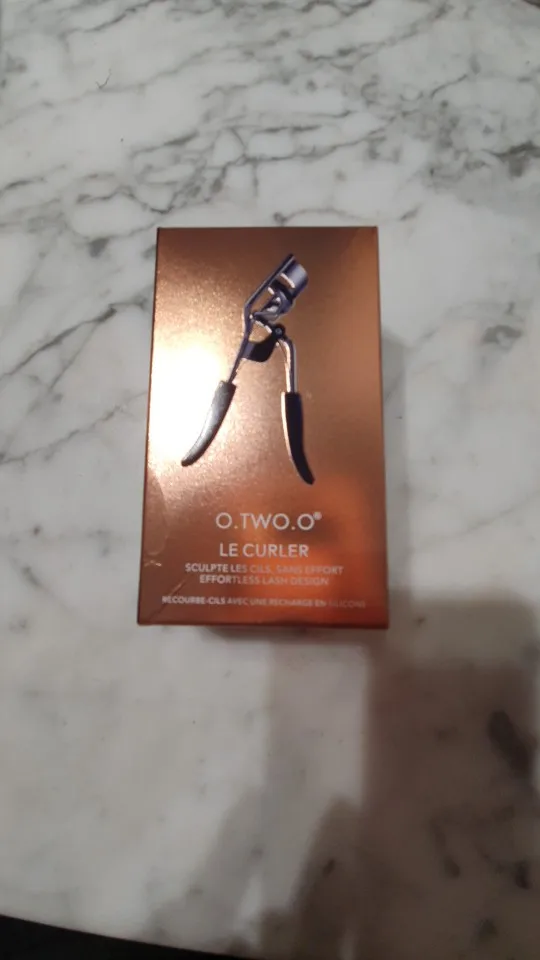 O.TWO.O®
LE CURLER
SCULPTE LES CILS, SANS EFFORT
EFFORTLESS LASH DESIGN
RECOURBE-CILS AVEC UNE RECHARGE EN SILICONE